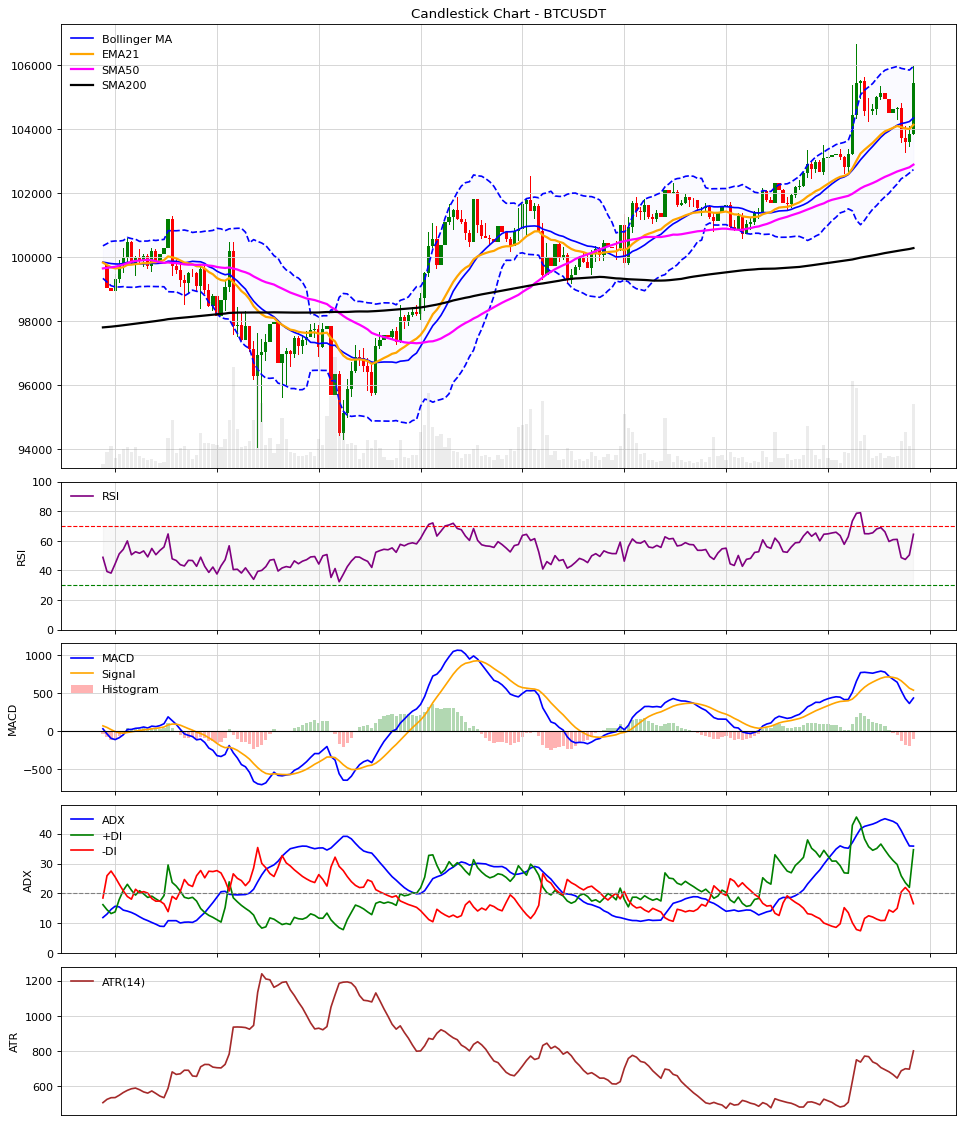 Candlestick Chart - BTCUSDT
Bollinger MA
EMA21
SMA50
SMA200
106000
104000
102000
100000
98000
96000
94000
RSI
RSI
100
80
60
40
20
0
MACD
Signal
Histogram
MACD
1000
500
0
−500
ADX
+DI
-DI
ADX
40
30
20
10
0
ATR(14)
ATR
1200
1000
800
600